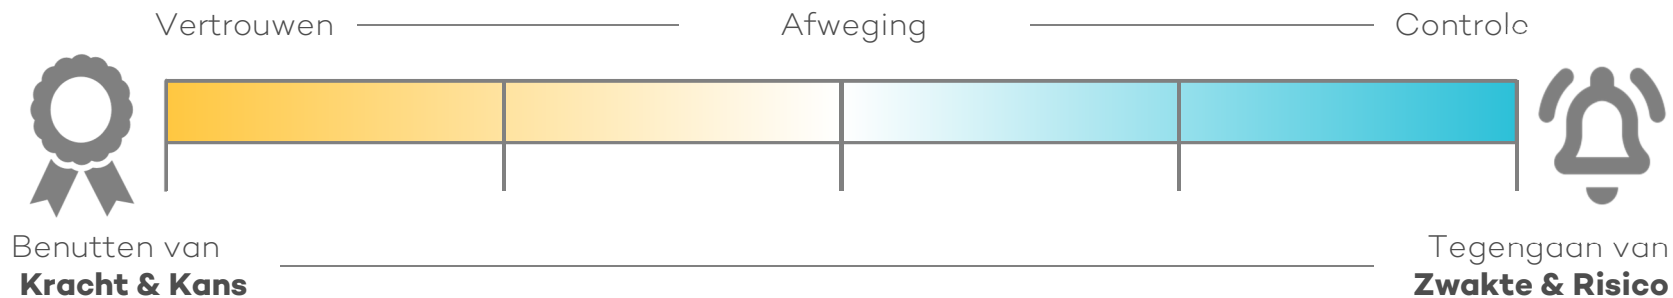 Vertrouwen Afweging Controle
Benutten van
Kracht & Kans
Tegengaan van
Zwakte & Risico